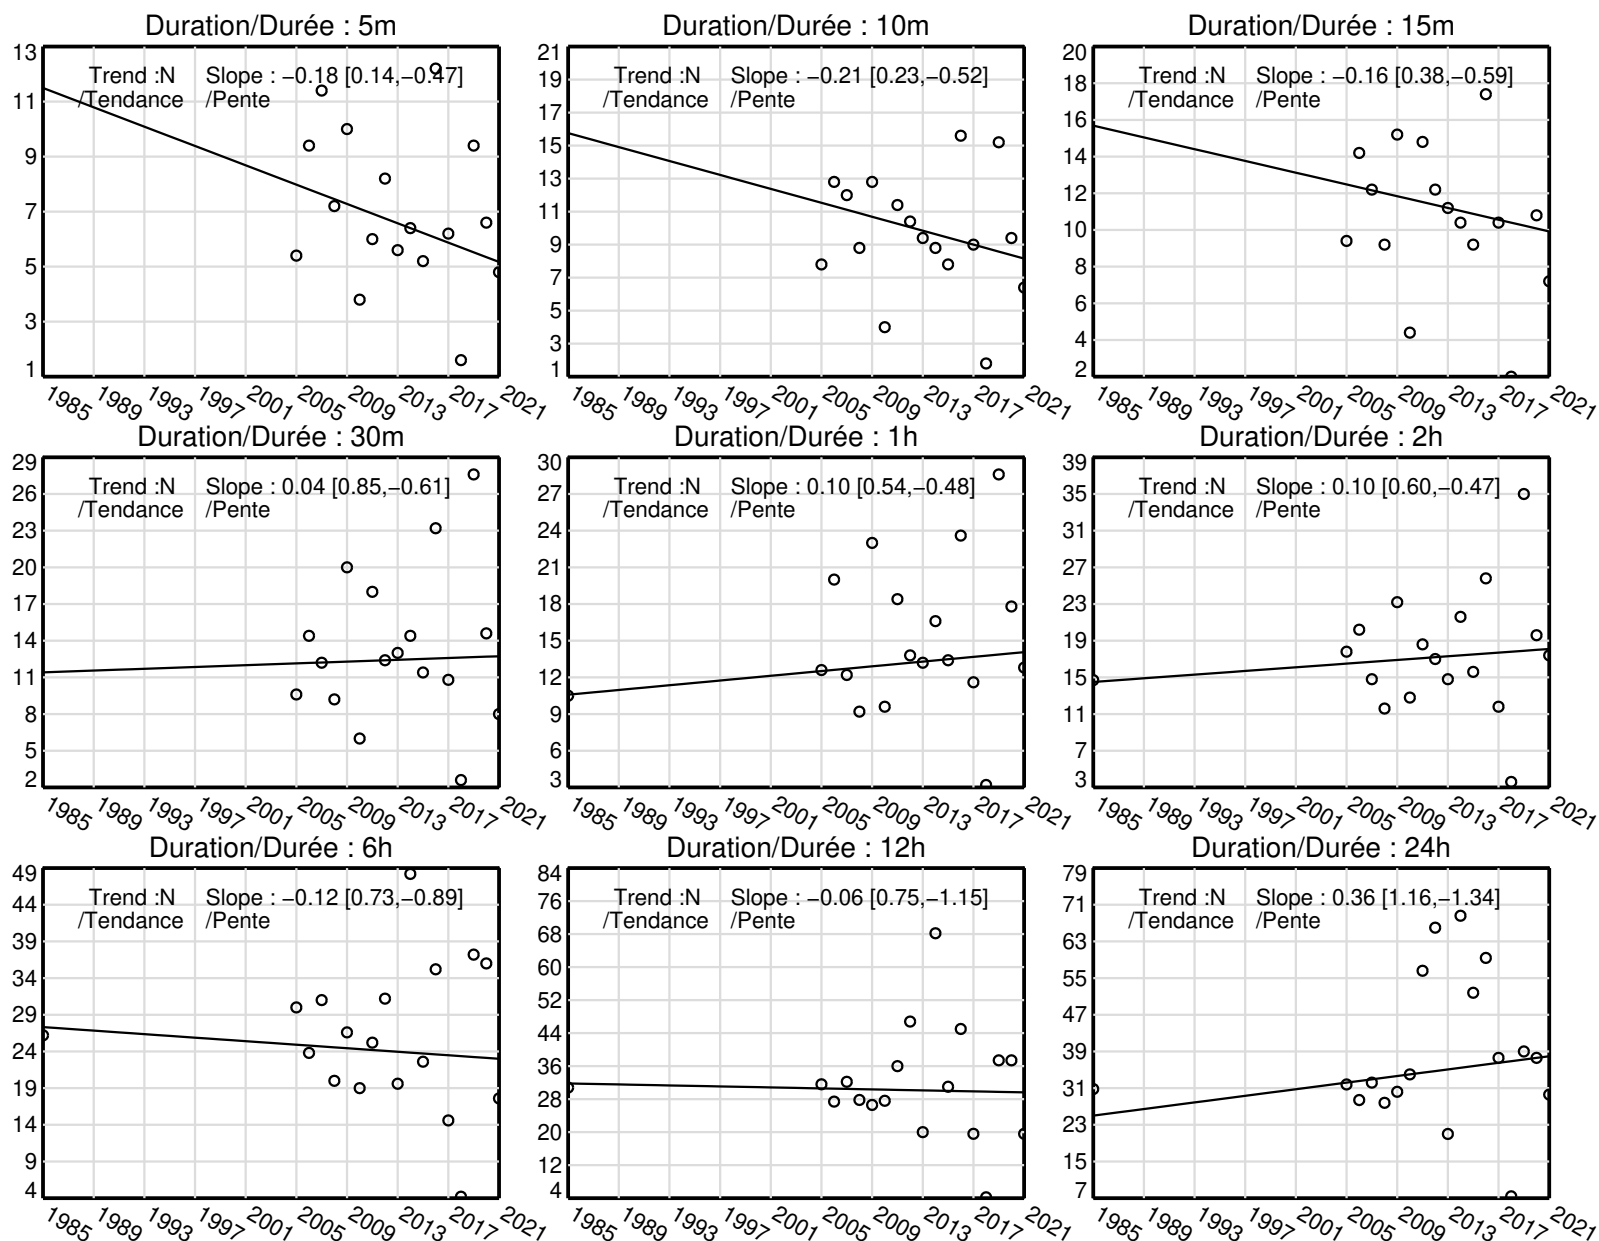 Duration/Durée : 5m
Trend :N Slope : −0.18 [0.14,−0.47]
/Tendance /Pente
13
11
9
7
5
3
1
1985 1989 1993 1997 2001 2005 2009 2013 2017 2021
Duration/Durée : 10m
Trend :N Slope : −0.21 [0.23,−0.52]
/Tendance /Pente
21
19
17
15
13
11
9
7
5
3
1
1985 1989 1993 1997 2001 2005 2009 2013 2017 2021
Duration/Durée : 15m
Trend :N Slope : −0.16 [0.38,−0.59]
/Tendance /Pente
20
18
16
14
12
10
8
6
4
2
1985 1989 1993 1997 2001 2005 2009 2013 2017 2021
Duration/Durée : 30m
Trend :N Slope : 0.04 [0.85,−0.61]
/Tendance /Pente
29
26
23
20
17
14
11
8
5
2
1985 1989 1993 1997 2001 2005 2009 2013 2017 2021
Duration/Durée : 1h
Trend :N Slope : 0.10 [0.54,−0.48]
/Tendance /Pente
30
27
24
21
18
15
12
9
6
3
1985 1989 1993 1997 2001 2005 2009 2013 2017 2021
Duration/Durée : 2h
Trend :N Slope : 0.10 [0.60,−0.47]
/Tendance /Pente
39
35
31
27
23
19
15
11
7
3
1985 1989 1993 1997 2001 2005 2009 2013 2017 2021
Duration/Durée : 6h
Trend :N Slope : −0.12 [0.73,−0.89]
/Tendance /Pente
49
44
39
34
29
24
19
14
9
4
1985 1989 1993 1997 2001 2005 2009 2013 2017 2021
Duration/Durée : 12h
Trend :N Slope : −0.06 [0.75,−1.15]
/Tendance /Pente
84
76
68
60
52
44
36
28
20
12
4
1985 1989 1993 1997 2001 2005 2009 2013 2017 2021
Duration/Durée : 24h
Trend :N Slope : 0.36 [1.16,−1.34]
/Tendance /Pente
79
71
63
55
47
39
31
23
15
7
1985 1989 1993 1997 2001 2005 2009 2013 2017 2021